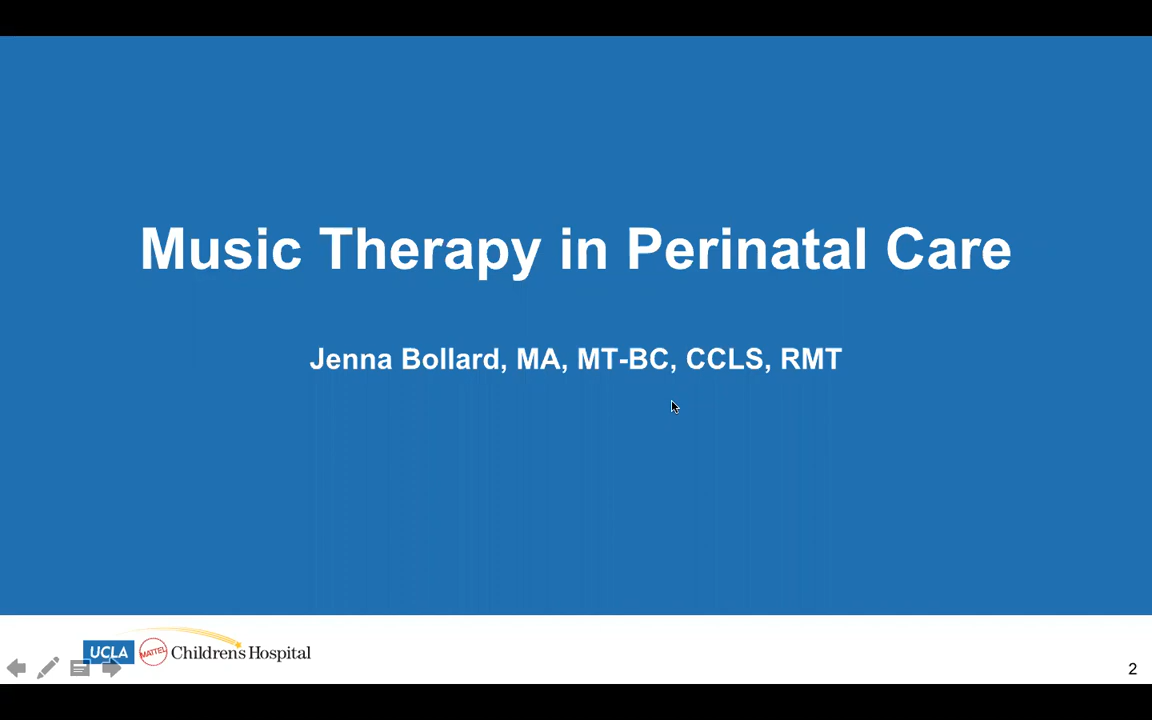 Music Therapy in Perinatal Care
Jenna Bollard, MA, MT-BC, CCLS, RMT
UCLA MATTEL Children's Hospital
2